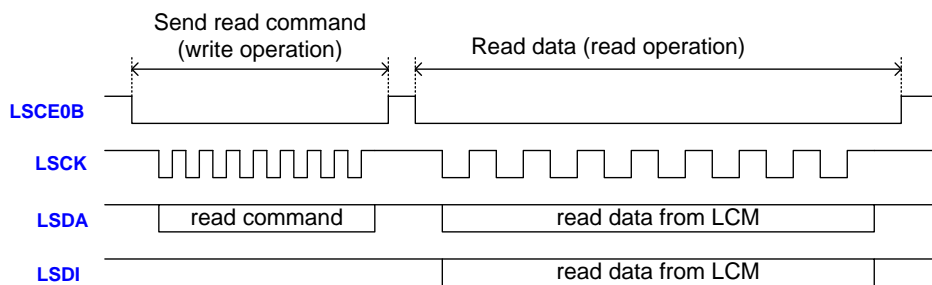 Send read command
(write operation)
Read data (read operation)
LSCE0B
LSCK
LSDA
read command
read data from LCM
LSDI
read data from LCM